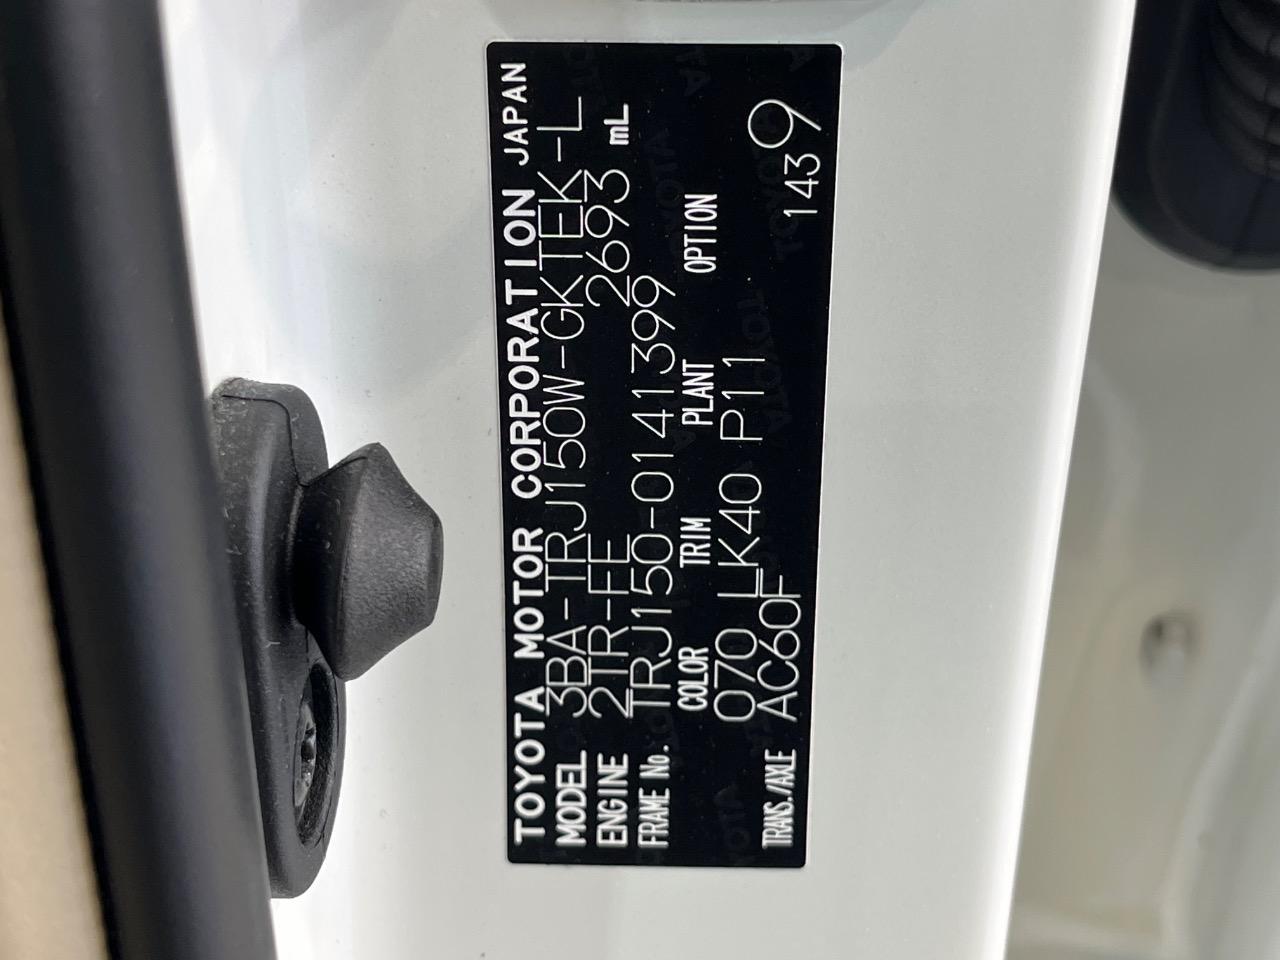 TOYOTA MOTOR CORPORATION JAPAN
MODEL 3BA-TRJ150W-GKTEK-L
ENGINE 2TR-FE 2693 mL
FRAME No. TRJ150-0141399
COLOR TRIM PLANT OPTION
070 LK40 P11
TRANS./AXLE AC60F 1439